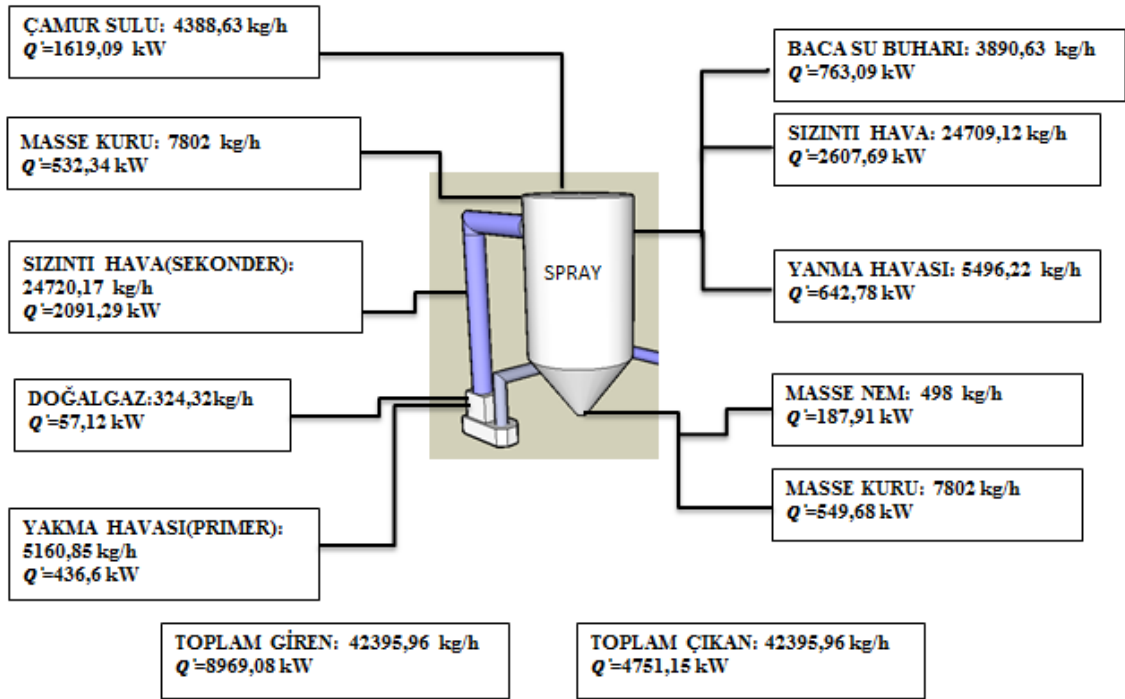 ÇAMUR SULU: 4388,63 kg/h
Q˙=1619,09 kW
MASSE KURU: 7802 kg/h
Q˙=532,34 kW
SIZINTI HAVA(SEKONDER):
24720,17 kg/h
Q˙=2091,29 kW
DOĞALGAZ:324,32kg/h
Q˙=57,12 kW
YAKMA HAVASI(PRIMER):
5160,85 kg/h
Q˙=436,6 kW
SPRAY
BACA SU BUHARI: 3890,63 kg/h
Q˙=763,09 kW
SIZINTI HAVA: 24709,12 kg/h
Q˙=2607,69 kW
YANMA HAVASI: 5496,22 kg/h
Q˙=642,78 kW
MASSE NEM: 498 kg/h
Q˙=187,91 kW
MASSE KURU: 7802 kg/h
Q˙=549,68 kW
TOPLAM GİREN: 42395,96 kg/h
Q˙=8969,08 kW
TOPLAM ÇIKAN: 42395,96 kg/h
Q˙=4751,15 kW